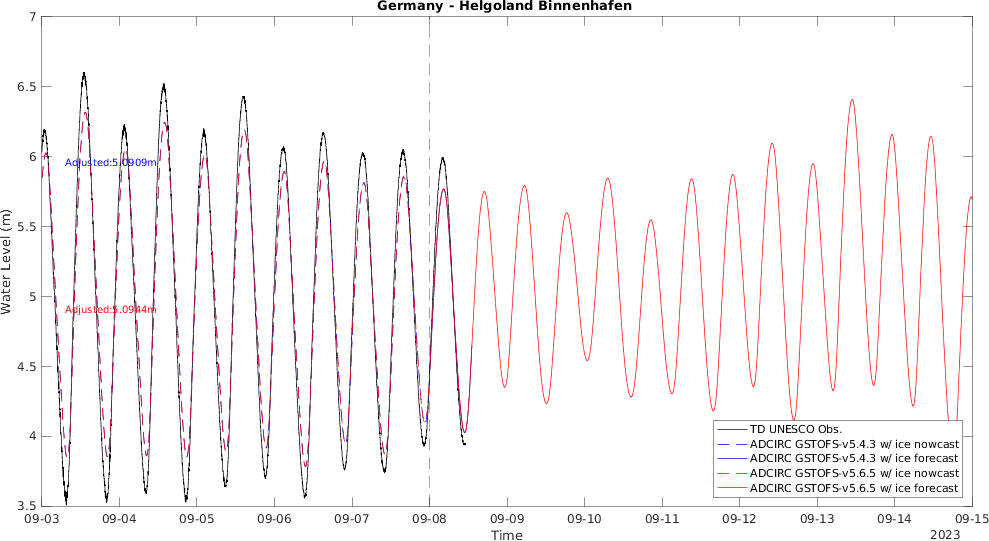 Germany - Helgoland Binnenhafen
Water Level (m)
7
6.5
6
5.5
5
4.5
4
3.5
Adjusted:5.0909m
Adjusted:5.0944m
TD UNESCO Obs.
ADCIRC GSTOFS-v5.4.3 w/ ice nowcast
ADCIRC GSTOFS-v5.4.3 w/ ice forecast
ADCIRC GSTOFS-v5.6.5 w/ ice nowcast
ADCIRC GSTOFS-v5.6.5 w/ ice forecast
09-03 09-04 09-05 09-06 09-07 09-08 09-09 09-10 09-11 09-12 09-13 09-14 09-15
Time
2023